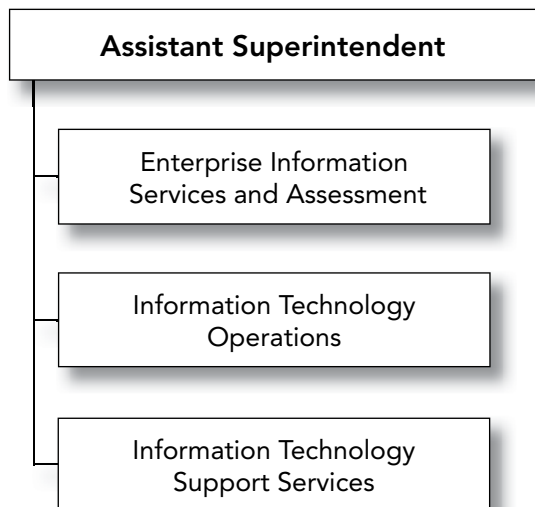 Assistant Superintendent
Enterprise Information
Services and Assessment
Information Technology
Operations
Information Technology
Support Services